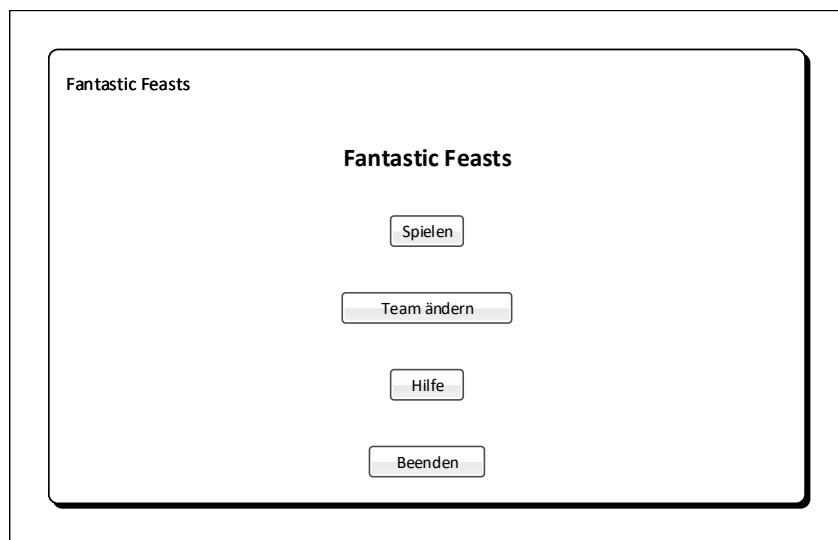 Fantastic Feasts
Fantastic Feasts
Spielen
Team ändern
Hilfe
Beenden